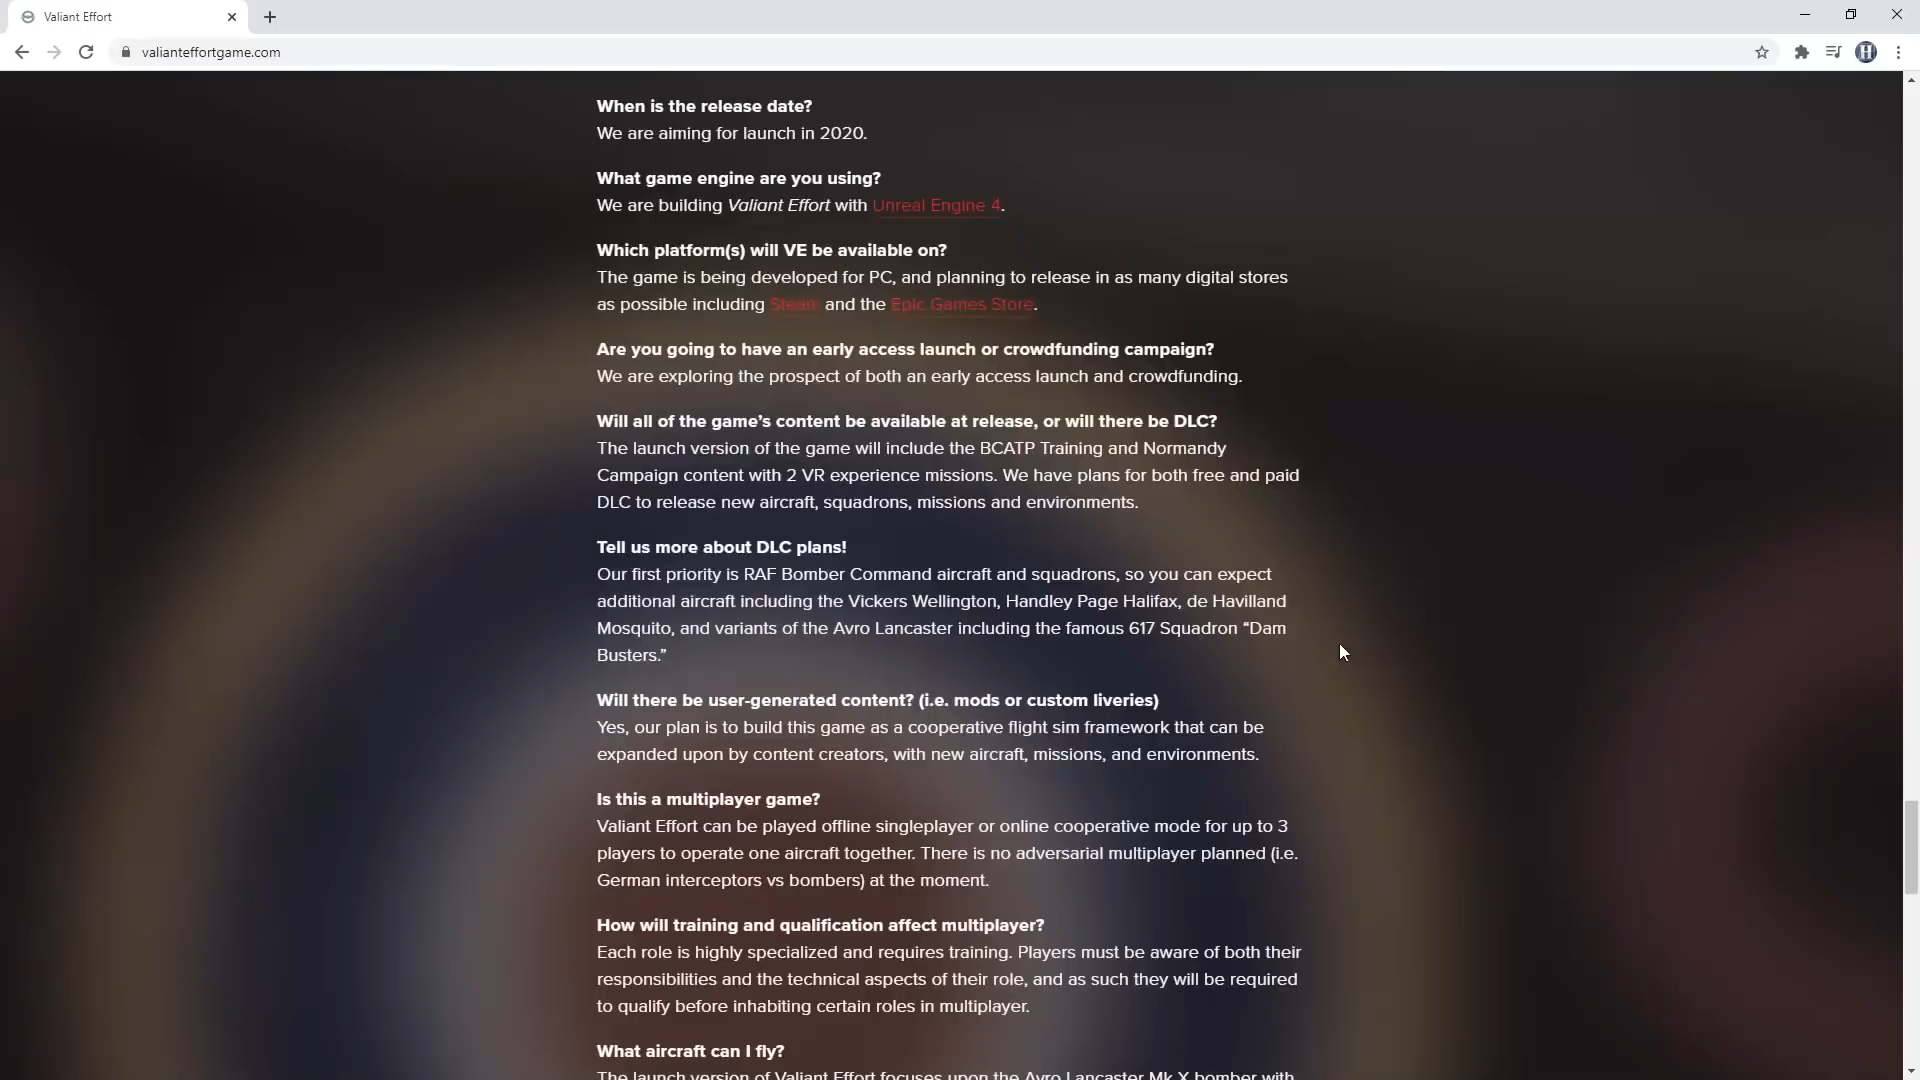 Valiant Effort
valianteffortgame.com
When is the release date?
We are aiming for launch in 2020.
What game engine are you using?
We are building Valiant Effort with Unreal Engine 4.
Which platform(s) will VE be available on?
The game is being developed for PC, and planning to release in as many digital stores
as possible including Steam and the Epic Games Store.
Are you going to have an early access launch or crowdfunding campaign?
We are exploring the prospect of both an early access launch and crowdfunding.
Will all of the game’s content be available at release, or will there be DLC?
The launch version of the game will include the BCATP Training and Normandy
Campaign content with 2 VR experience missions. We have plans for both free and paid
DLC to release new aircraft, squadrons, missions and environments.
Tell us more about DLC plans!
Our first priority is RAF Bomber Command aircraft and squadrons, so you can expect
additional aircraft including the Vickers Wellington, Handley Page Halifax, de Havilland
Mosquito, and variants of the Avro Lancaster including the famous 617 Squadron “Dam
Busters.”
Will there be user-generated content? (i.e. mods or custom liveries)
Yes, our plan is to build this game as a cooperative flight sim framework that can be
expanded upon by content creators, with new aircraft, missions, and environments.
Is this a multiplayer game?
Valiant Effort can be played offline singleplayer or online cooperative mode for up to 3
players to operate one aircraft together. There is no adversarial multiplayer planned (i.e.
German interceptors vs bombers) at the moment.
How will training and qualification affect multiplayer?
Each role is highly specialized and requires training. Players must be aware of both their
responsibilities and the technical aspects of their role, and as such they will be required
to qualify before inhabiting certain roles in multiplayer.
What aircraft can I fly?
The launch version of Valiant Effort focuses upon the Avro Lancaster Mk X bomber with